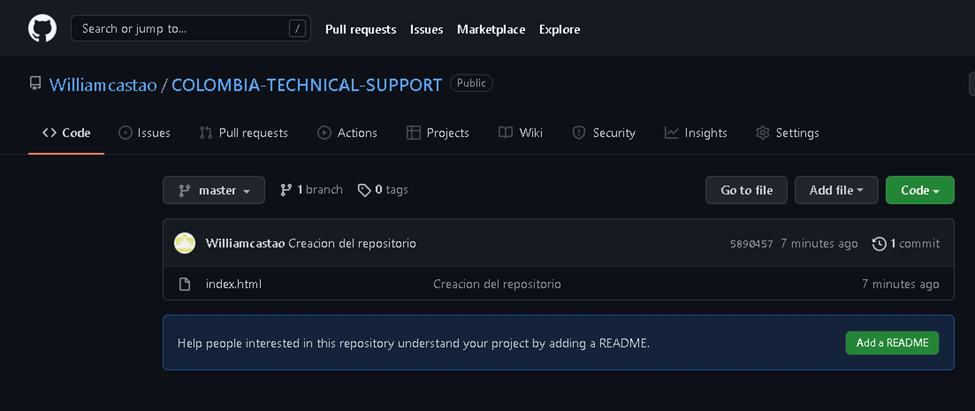 Search or jump to... / Pull requests Issues Marketplace Explore
Williamcastao / COLOMBIA-TECHNICAL-SUPPORT Public
Code Issues Pull requests Actions Projects Wiki Security Insights Settings
master 1 branch 0 tags Go to file Add file Code
Williamcastao Creacion del repositorio 5890457 7 minutes ago 1 commit
index.html Creacion del repositorio 7 minutes ago
Help people interested in this repository understand your project by adding a README. Add a README